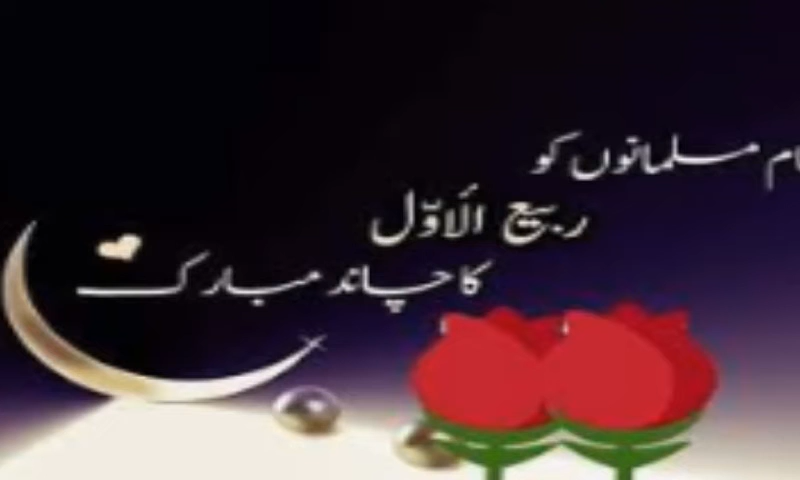 مسلمانوں کو
ربیع الاوّل
کا چاند مبارک